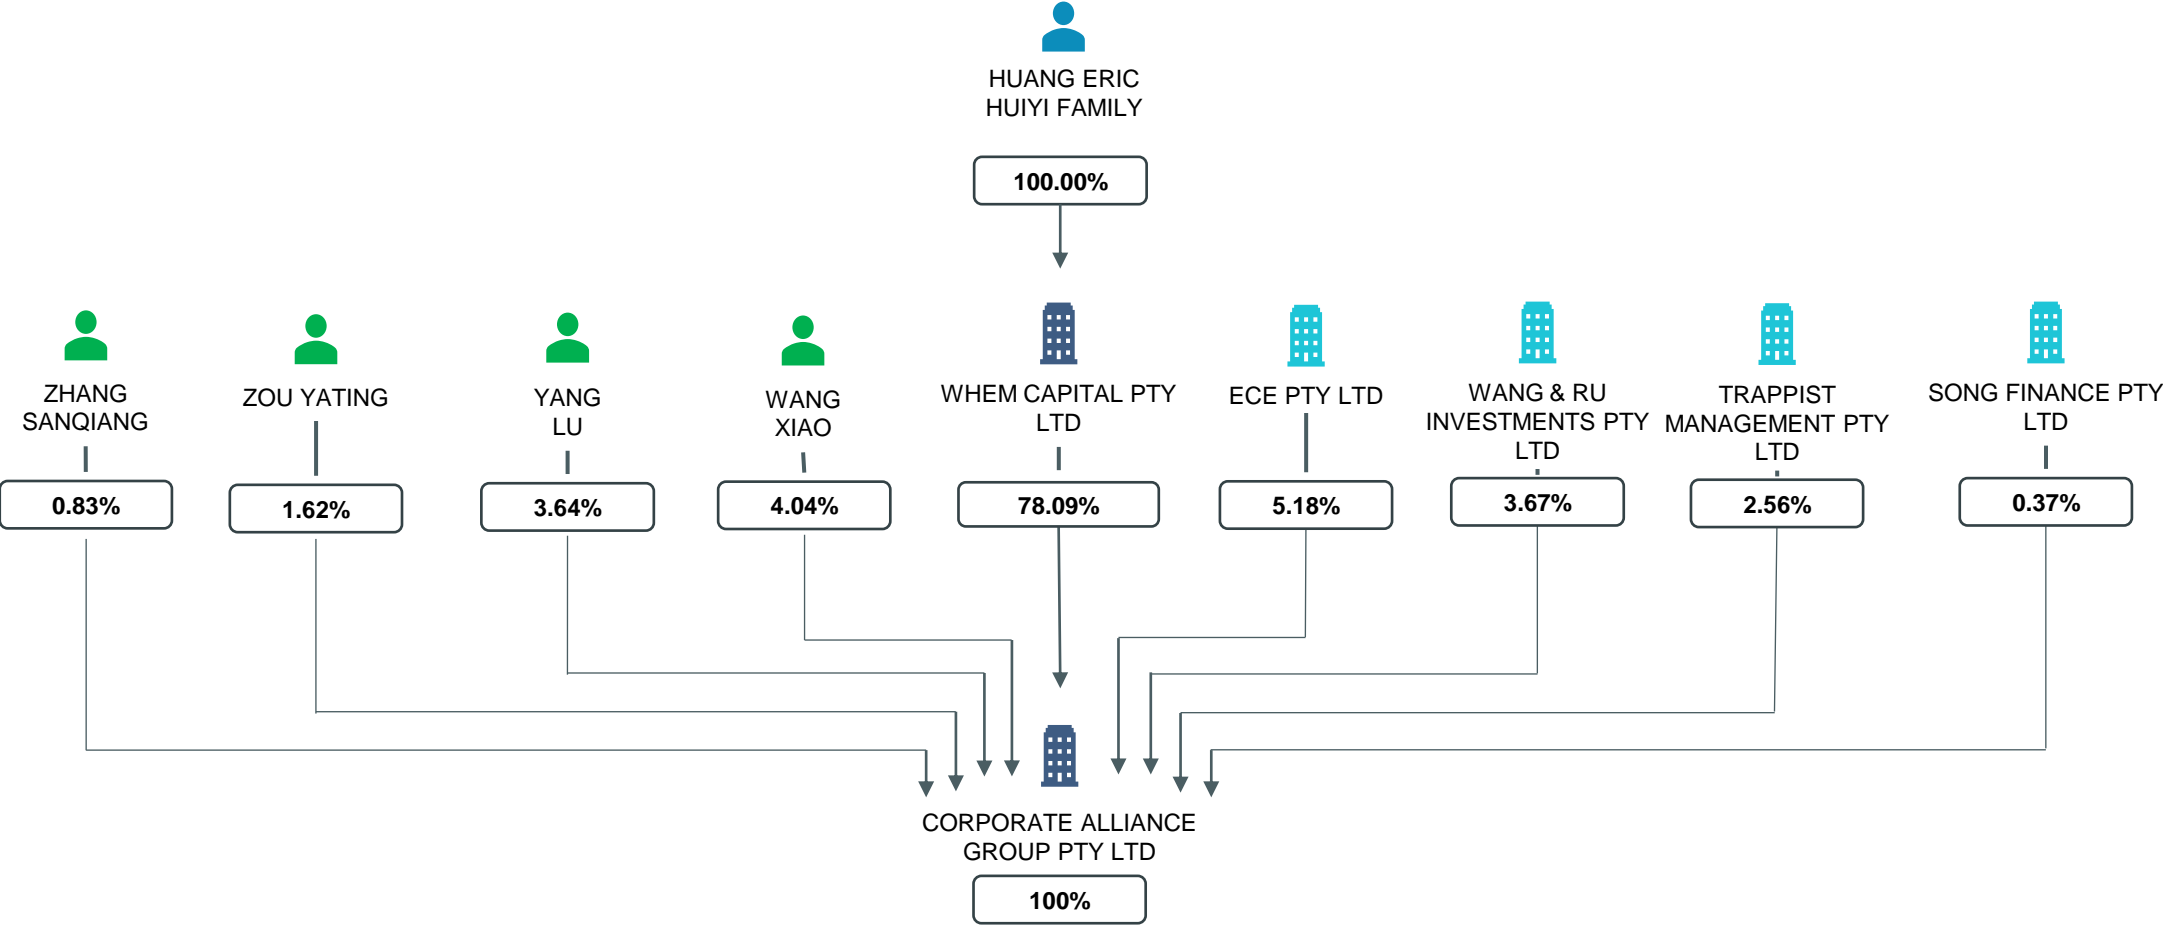 HUANG ERIC
HUIYI FAMILY
100.00%
ZHANG
SANQIANG
0.83%
ZOU YATING
1.62%
YANG
LU
3.64%
WANG
XIAO
4.04%
WHEM CAPITAL PTY
LTD
78.09%
ECE PTY LTD
5.18%
WANG & RU
INVESTMENTS PTY
LTD
3.67%
TRAPPIST
MANAGEMENT PTY
LTD
2.56%
SONG FINANCE PTY
LTD
0.37%
CORPORATE ALLIANCE
GROUP PTY LTD
100%